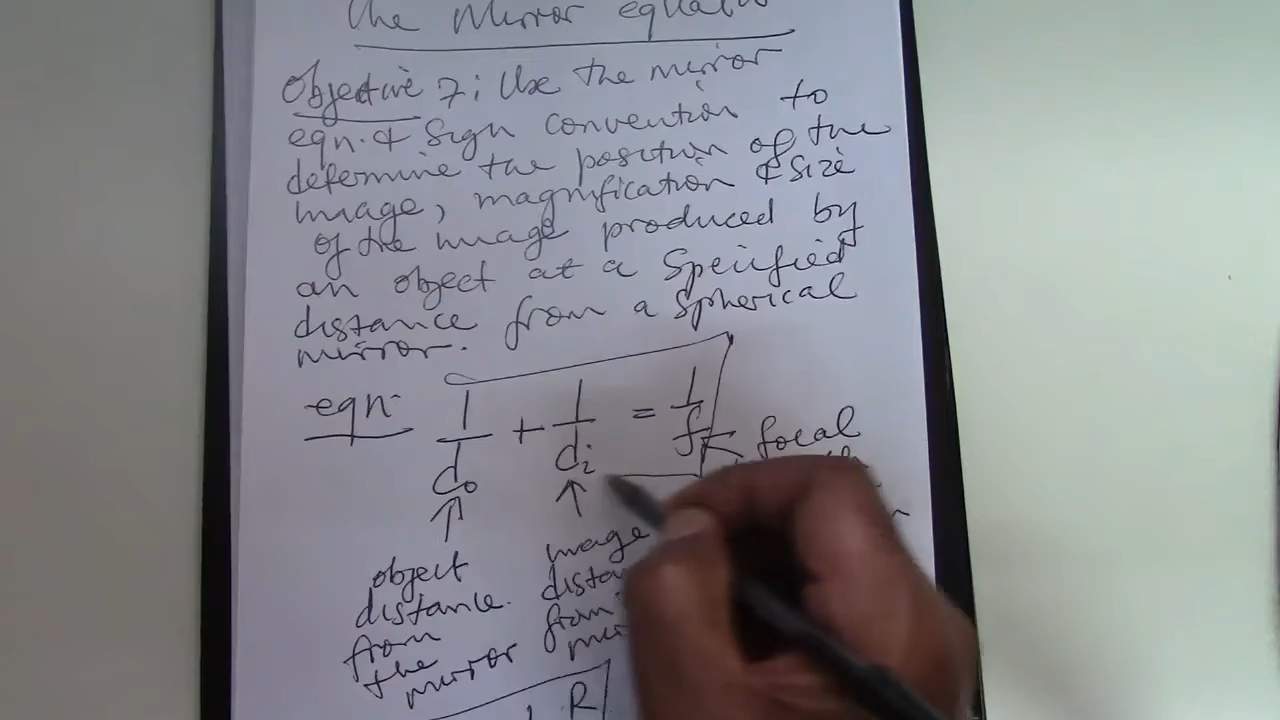 The Mirror equation
Objective 7: Use the mirror
eqn. & sign convention to
determine the position of the
image, magnification & size
of the image produced by
an object at a specified
distance from a spherical
mirror.
eqn. 1/do + 1/di = 1/f
focal
object image
distance. distan
from from
the mirror mir
R